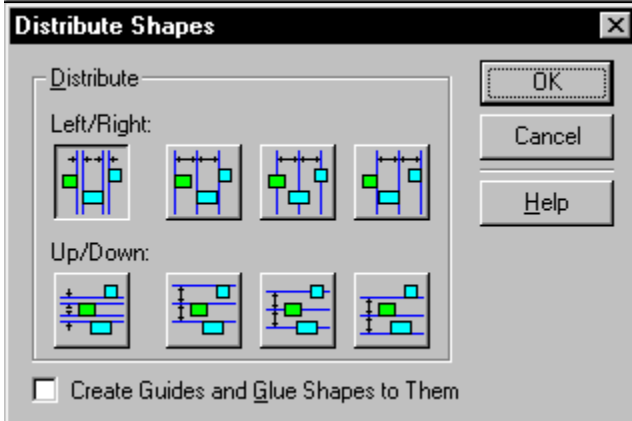 Distribute Shapes
Distribute
OK
Left/Right:
Cancel
Help
Up/Down:
Create Guides and Glue Shapes to Them